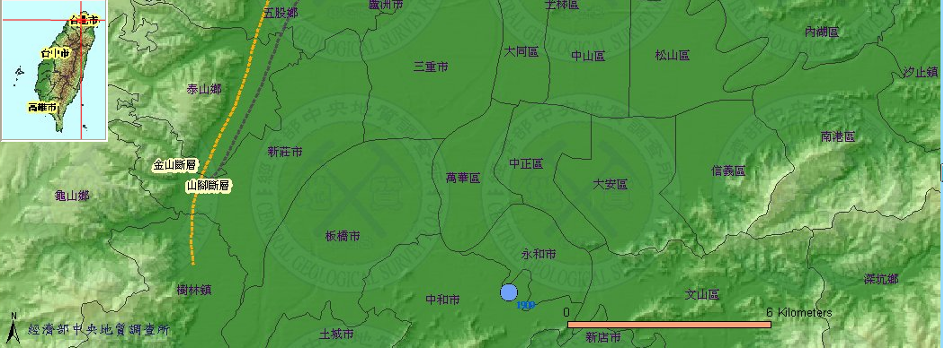 台北市
台中市
高雄市
五股鄉
蘆洲市
士林區
大同區
中山區
松山區
內湖區
汐止鎮
三重市
泰山鄉
南港區
金山斷層
新莊市
萬華區
中正區
大安區
信義區
山腳斷層
龜山鄉
板橋市
永和市
樹林鎮
中和市
1909
文山區
深坑鄉
0
6 Kilometers
N
經濟部中央地質調查所
土城市
新店市